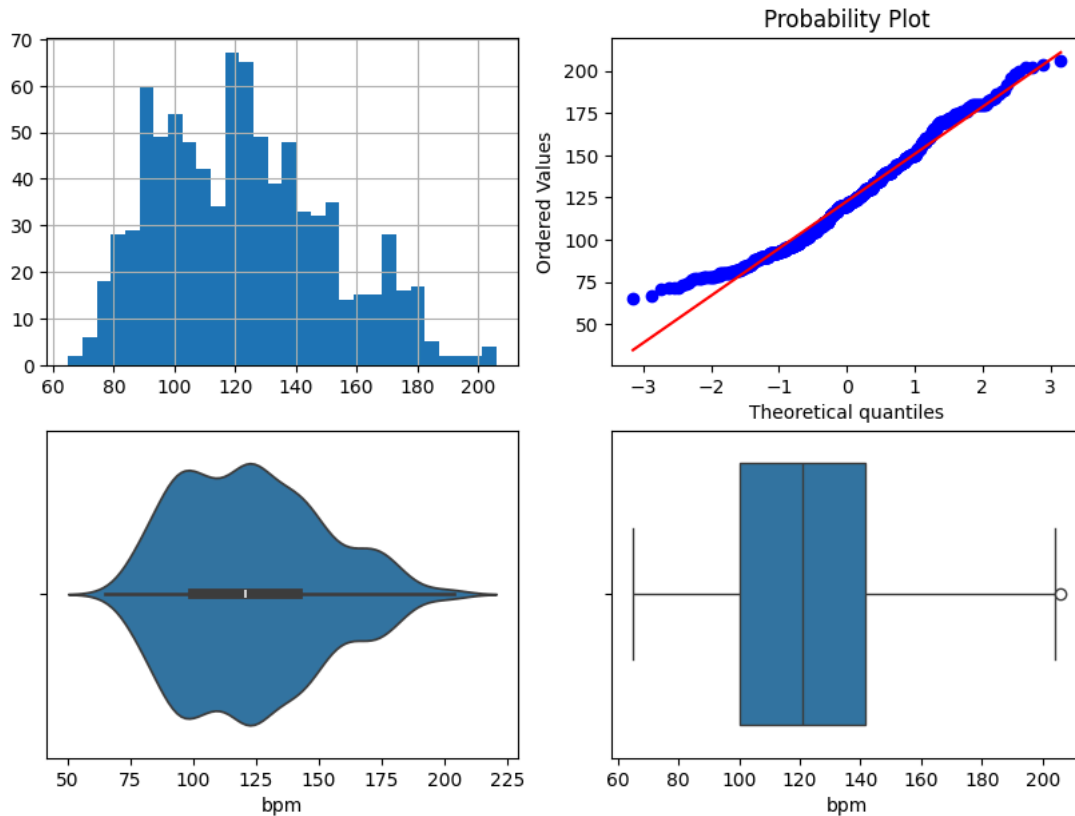 70
60
50
40
30
20
10
0
60 80 100 120 140 160 180 200
Probability Plot
Ordered Values
200
175
150
125
100
75
50
−3 −2 −1 0 1 2 3
Theoretical quantiles
50 75 100 125 150 175 200 225
bpm
60 80 100 120 140 160 180 200
bpm